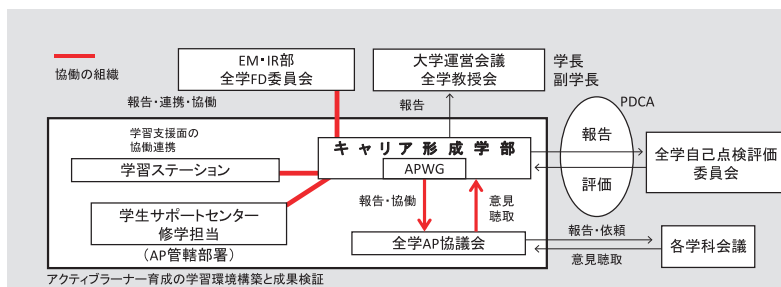 協働の組織
EM・IR部
全学FD委員会
大学運営会議
全学教授会
学長
副学長
報告・連携・協働
報告
PDCA
学習支援面の
協働連携
学習ステーション
キャリア形成学部
APWG
報告
評価
全学自己点検評価
委員会
学生サポートセンター
修学担当
(AP管轄部署)
報告・協働
意見
聴取
全学AP協議会
報告・依頼
意見聴取
各学科会議
アクティブラーナー育成の学習環境構築と成果検証